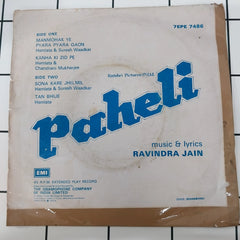 SIDE ONE
7EPE 7486
MANMOHAK YE
PYARA PYARA GAON
Hemlata & Suresh Waadkar
KANHA KI ZID PE
Hemlata &
Chandrani Mukherjee
SIDE TWO
SONA KARE JHILMIL
Hemlata & Suresh Waadkar
TAN BHIJE
Hemlata
Rajshri Pictures (P) Ltd.
Paheli
music & lyrics
RAVINDRA JAIN
EMI
45 R.P.M. EXTENDED PLAY RECORD
THE GRAMOPHONE COMPANY
OF INDIA LIMITED